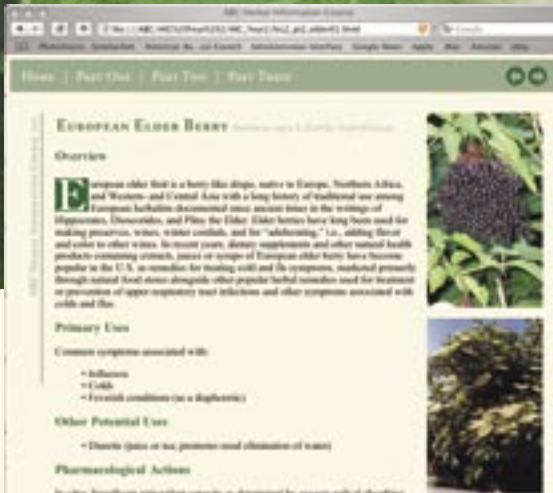 ABC Herbal Information Course
Home | Part One | Part Two | Part Three
European Elder Berry
Overview
European elder fruit is a berry-like drupe, native to Europe, Northern Africa,
and Western- and Central Asia with a long history of traditional use among
European herbalists documented since ancient times in the writings of
Hippocrates, Dioscorides, and Pliny the Elder. Elder berries have long been used for
making preserves, wines, winter cordials, and for "adulterating," i.e., adding flavor
and color to other wines. In recent years, dietary supplements and other natural health
products containing extracts, juices or syrups of European elder berry have become
popular in the U.S. as remedies for treating cold and flu symptoms, marketed primarily
through natural food stores alongside other popular herbal remedies used for treatment
or prevention of upper respiratory tract infections and other symptoms associated with
colds and flus.
Primary Uses
Common symptoms associated with:
• Influenza
• Colds
• Feverish conditions (as a diaphoretic)
Other Potential Uses
• Diuretic (juice or tea; promotes renal elimination of water)
Pharmacological Actions